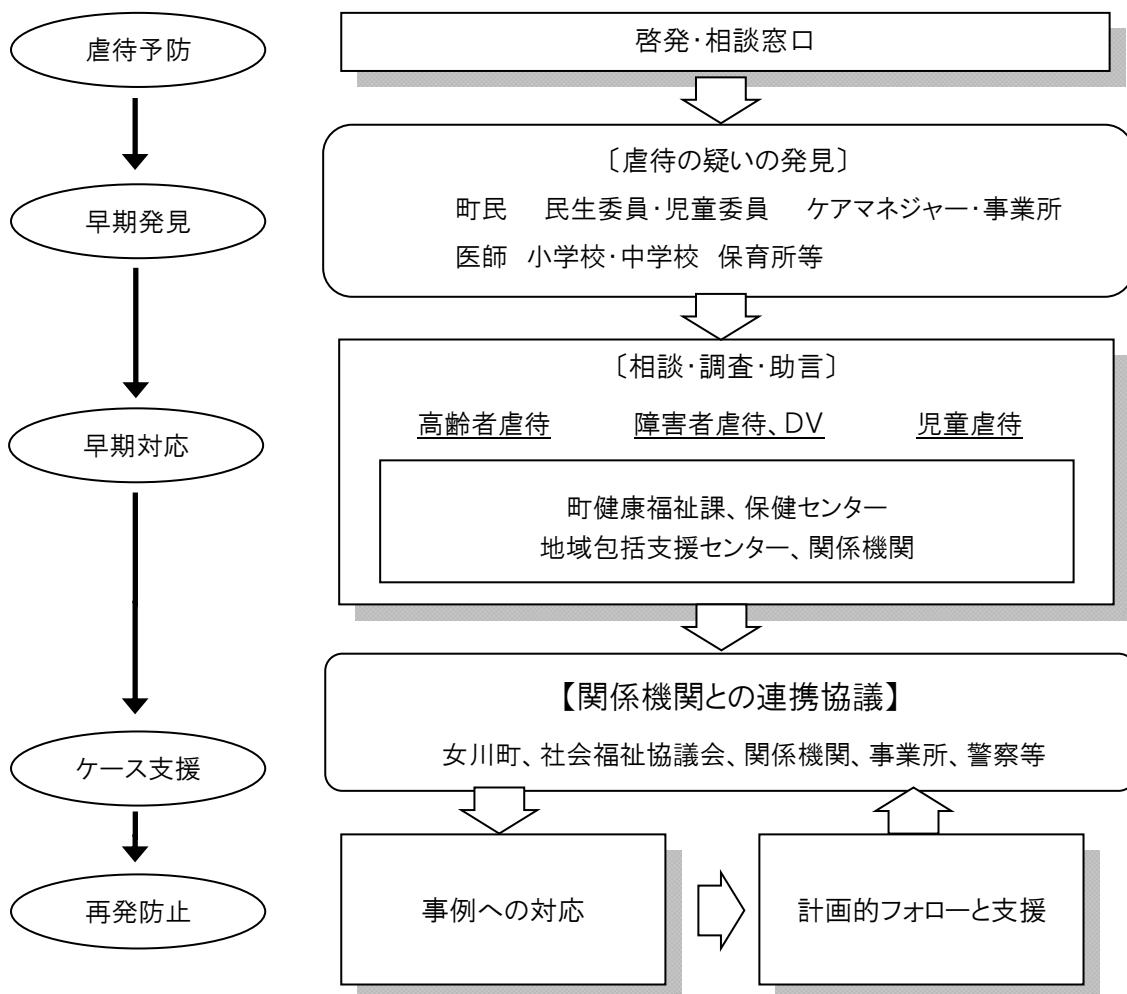 虐待予防
啓発・相談窓口
〔虐待の疑いの発見〕
早期発見
町民 民生委員・児童委員 ケアマネジャー・事業所
医師 小学校・中学校 保育所等
〔相談・調査・助言〕
早期対応
高齢者虐待 障害者虐待、DV 児童虐待
町健康福祉課、保健センター
地域包括支援センター、関係機関
【関係機関との連携協議】
ケース支援
女川町、社会福祉協議会、関係機関、事業所、警察等
再発防止
事例への対応
計画的フォローと支援